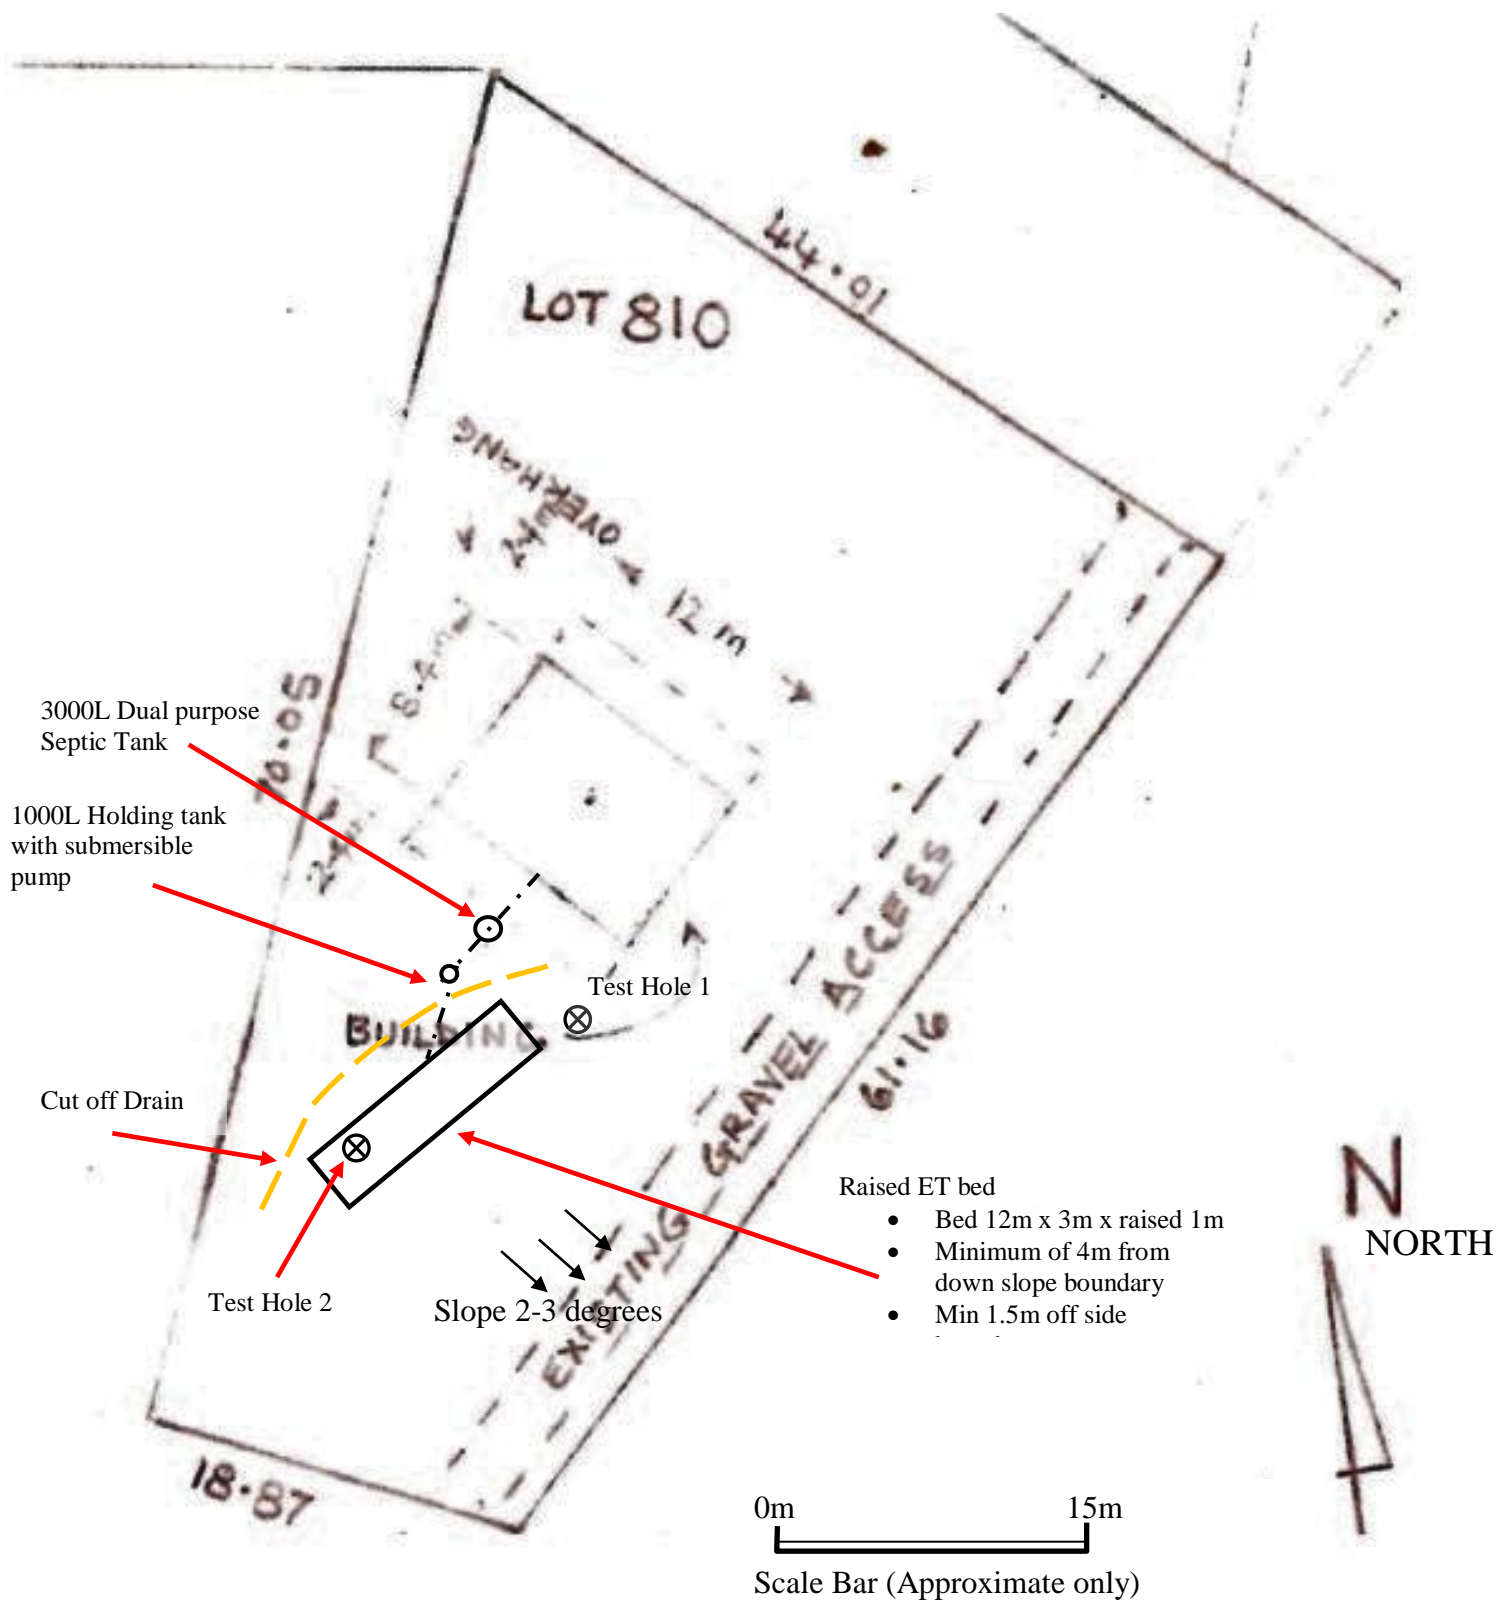 44.01
LOT 810
OVERHANG
2.4m
12 m
8.4m
3000L Dual purpose
Septic Tank
70.05
1000L Holding tank
with submersible
pump
Test Hole 1
BUILDING
EXISTING GRAVEL ACCESS
61.16
Cut off Drain
Raised ET bed
• Bed 12m x 3m x raised 1m
• Minimum of 4m from
down slope boundary
• Min 1.5m off side
N
NORTH
Test Hole 2
Slope 2-3 degrees
18.87
0m 15m
Scale Bar (Approximate only)